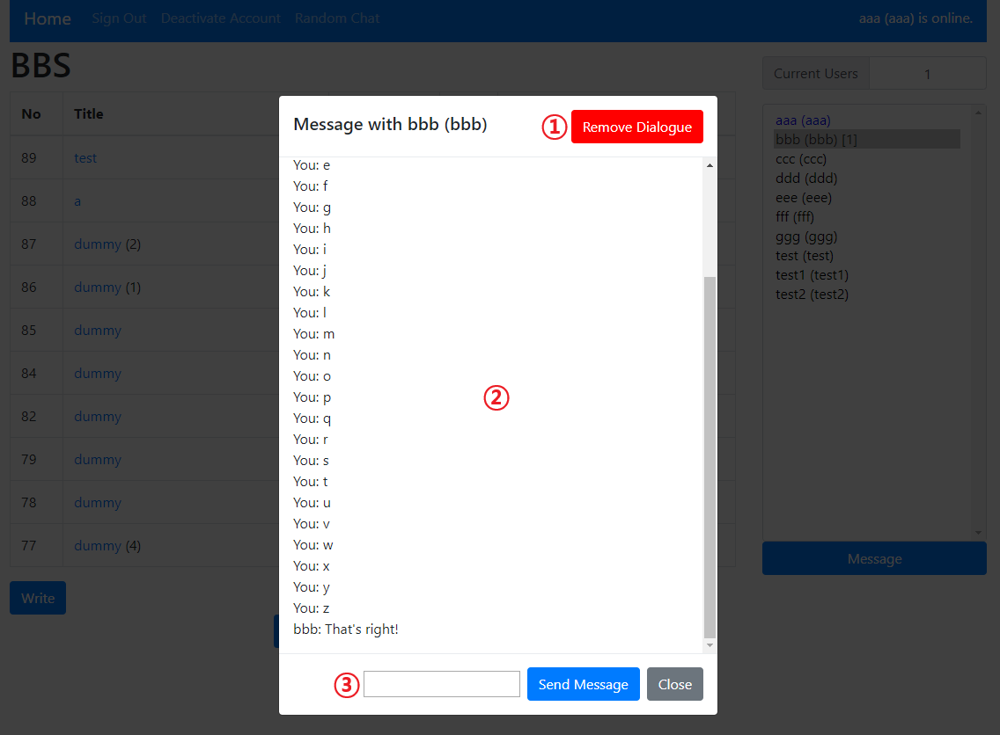 Home Sign Out Deactivate Account Random Chat aaa (aaa) is online.
BBS
No Title
89 test
88 a
87 dummy (2)
86 dummy (1)
85 dummy
84 dummy
82 dummy
79 dummy
78 dummy
77 dummy (4)
Write
Message with bbb (bbb) ① Remove Dialogue
You: e
You: f
You: g
You: h
You: i
You: j
You: k
You: l
You: m
You: n
You: o
You: p
②
You: q
You: r
You: s
You: t
You: u
You: v
You: w
You: x
You: y
You: z
bbb: That's right!
③ Send Message Close
Current Users 1
aaa (aaa)
bbb (bbb) [1]
ccc (ccc)
ddd (ddd)
eee (eee)
fff (fff)
ggg (ggg)
test (test)
test1 (test1)
test2 (test2)
Message